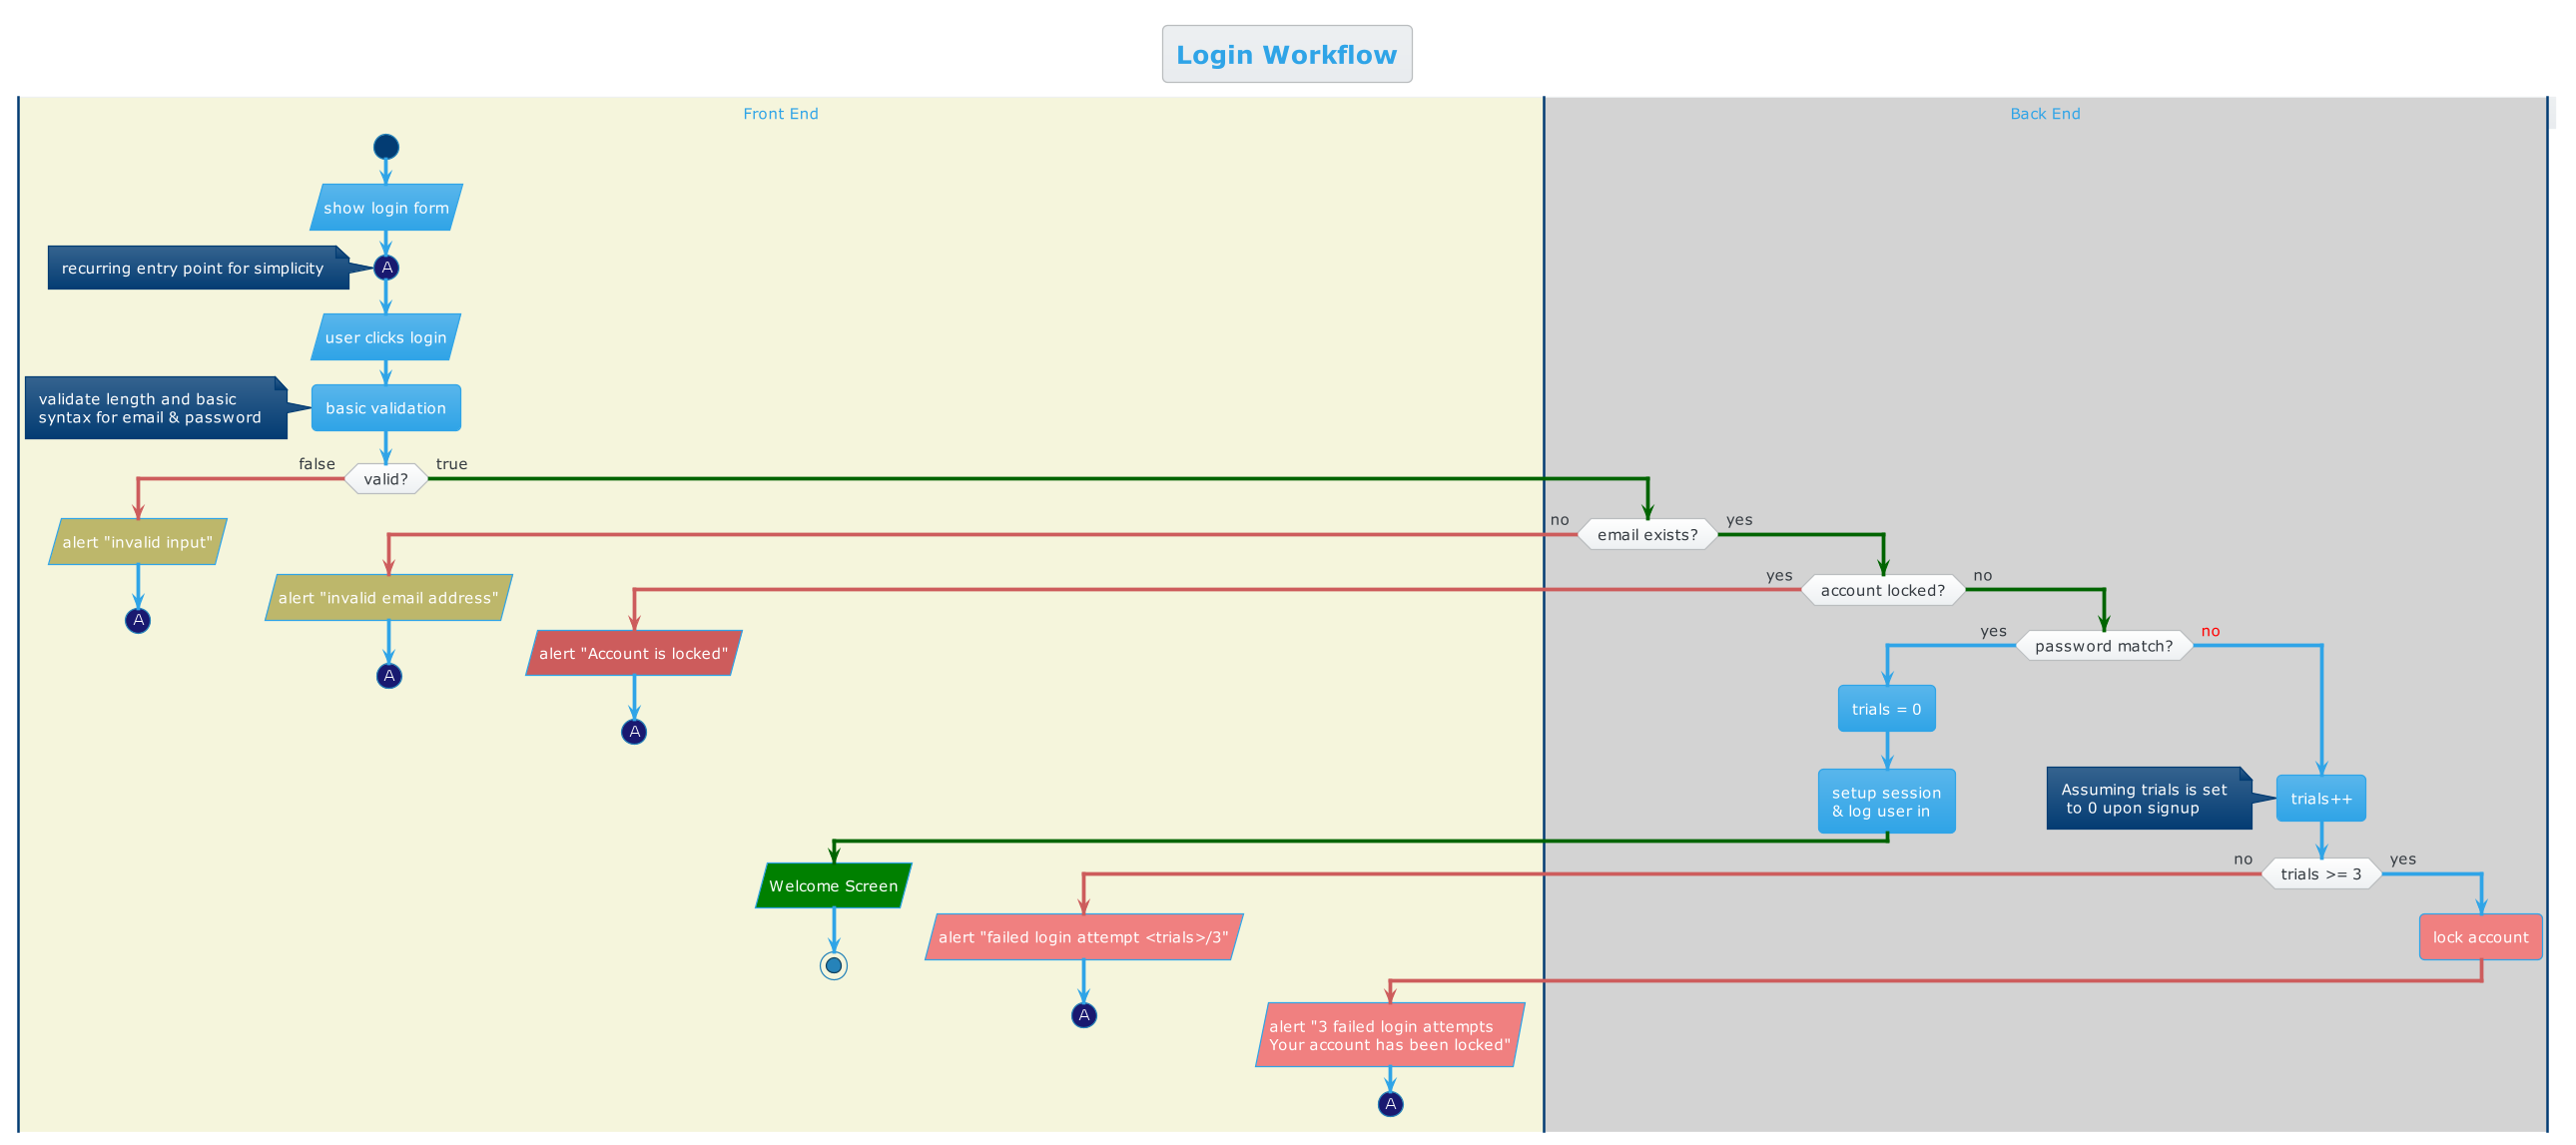 Login Workflow
Front End
Back End
show login form
recurring entry point for simplicity
A
user clicks login
validate length and basic
syntax for email & password
basic validation
false
valid?
true
no
email exists?
yes
alert "invalid input"
A
alert "invalid email address"
A
yes
account locked?
no
alert "Account is locked"
A
yes
password match?
no
trials = 0
setup session
& log user in
Assuming trials is set
to 0 upon signup
trials++
Welcome Screen
no
trials >= 3
yes
alert "failed login attempt <trials>/3"
A
lock account
alert "3 failed login attempts
Your account has been locked"
A